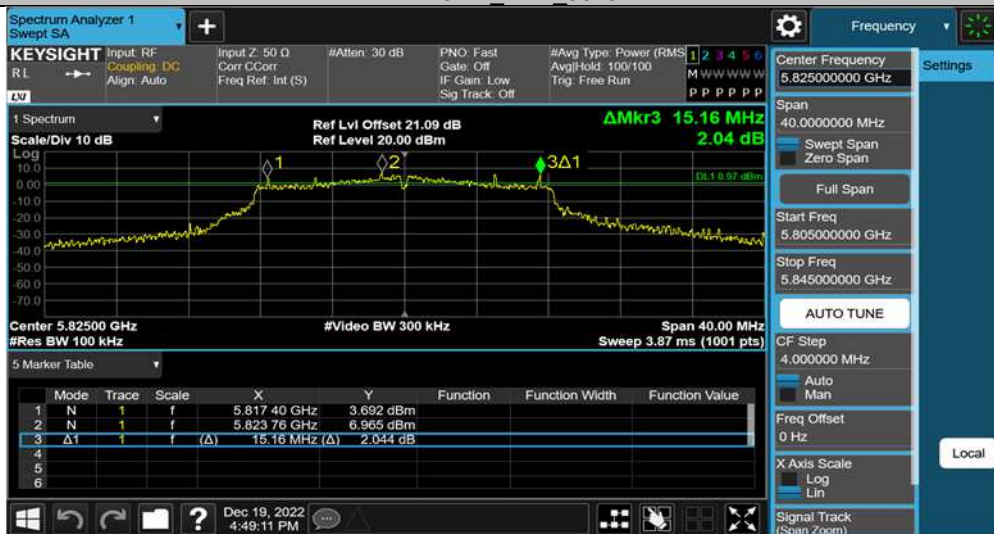 Spectrum Analyzer 1
Swept SA
+
Frequency
KEYSIGHT
RL
LXI
Input: RF
Coupling: DC
Align: Auto
Input Z: 50 Ω
Corr CCorr
Freq Ref: Int (S)
#Atten: 30 dB
PNO: Fast
Gate: Off
IF Gain: Low
Sig Track: Off
#Avg Type: Power (RMS
Avg|Hold: 100/100
Trig: Free Run
1 2 3 4 5 6
M W W W W W
P P P P P P
1 Spectrum
Scale/Div 10 dB
Ref Lvl Offset 21.09 dB
Ref Level 20.00 dBm
ΔMkr3 15.16 MHz
2.04 dB
Log
10.0
0.00
-10.0
-20.0
-30.0
-40.0
-50.0
-60.0
-70.0
1
2
3Δ1
DL1 0.97 dBm
Center 5.82500 GHz
#Res BW 100 kHz
#Video BW 300 kHz
Span 40.00 MHz
Sweep 3.87 ms (1001 pts)
5 Marker Table
Mode Trace Scale X Y Function Function Width Function Value
1 N 1 f 5.817 40 GHz 3.692 dBm
2 N 1 f 5.823 76 GHz 6.965 dBm
3 Δ1 1 f (Δ) 15.16 MHz (Δ) 2.044 dB
4
5
6
?
Dec 19, 2022
4:49:11 PM
Center Frequency
5.825000000 GHz
Span
40.0000000 MHz
Swept Span
Zero Span
Full Span
Start Freq
5.805000000 GHz
Stop Freq
5.845000000 GHz
AUTO TUNE
CF Step
4.000000 MHz
Auto
Man
Freq Offset
0 Hz
X Axis Scale
Log
Lin
Signal Track
(Span Zoom)
Settings
Local